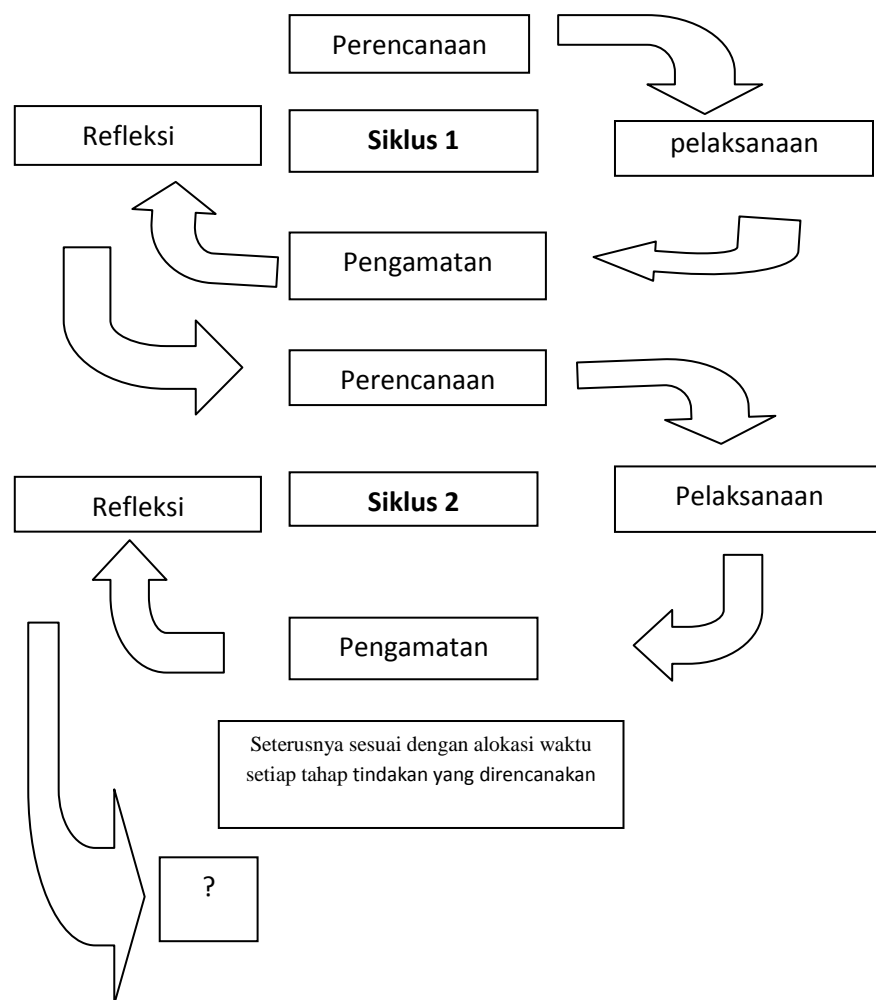 Perencanaan
Refleksi
Siklus 1
pelaksanaan
Pengamatan
Perencanaan
Refleksi
Siklus 2
Pelaksanaan
Pengamatan
Seterusnya sesuai dengan alokasi waktu
setiap tahap tindakan yang direncanakan
?